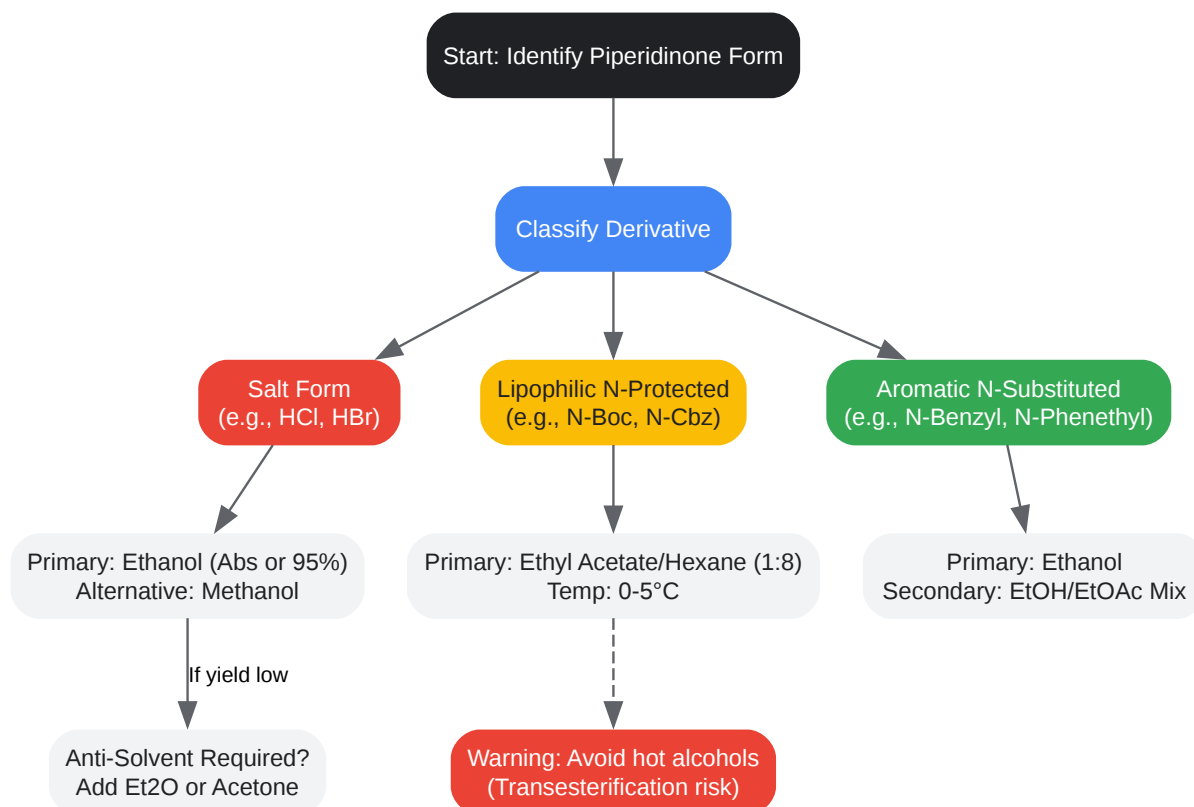 Start: Identify Piperidinone Form
Classify Derivative
Salt Form
(e.g., HCl, HBr)
Lipophilic N-Protected
(e.g., N-Boc, N-Cbz)
Aromatic N-Substituted
(e.g., N-Benzyl, N-Phenethyl)
Primary: Ethanol (Abs or 95%)
Alternative: Methanol
Primary: Ethyl Acetate/Hexane (1:8)
Temp: 0-5°C
Primary: Ethanol
Secondary: EtOH/EtOAc Mix
If yield low
Anti-Solvent Required?
Add Et2O or Acetone
Warning: Avoid hot alcohols
(Transesterification risk)